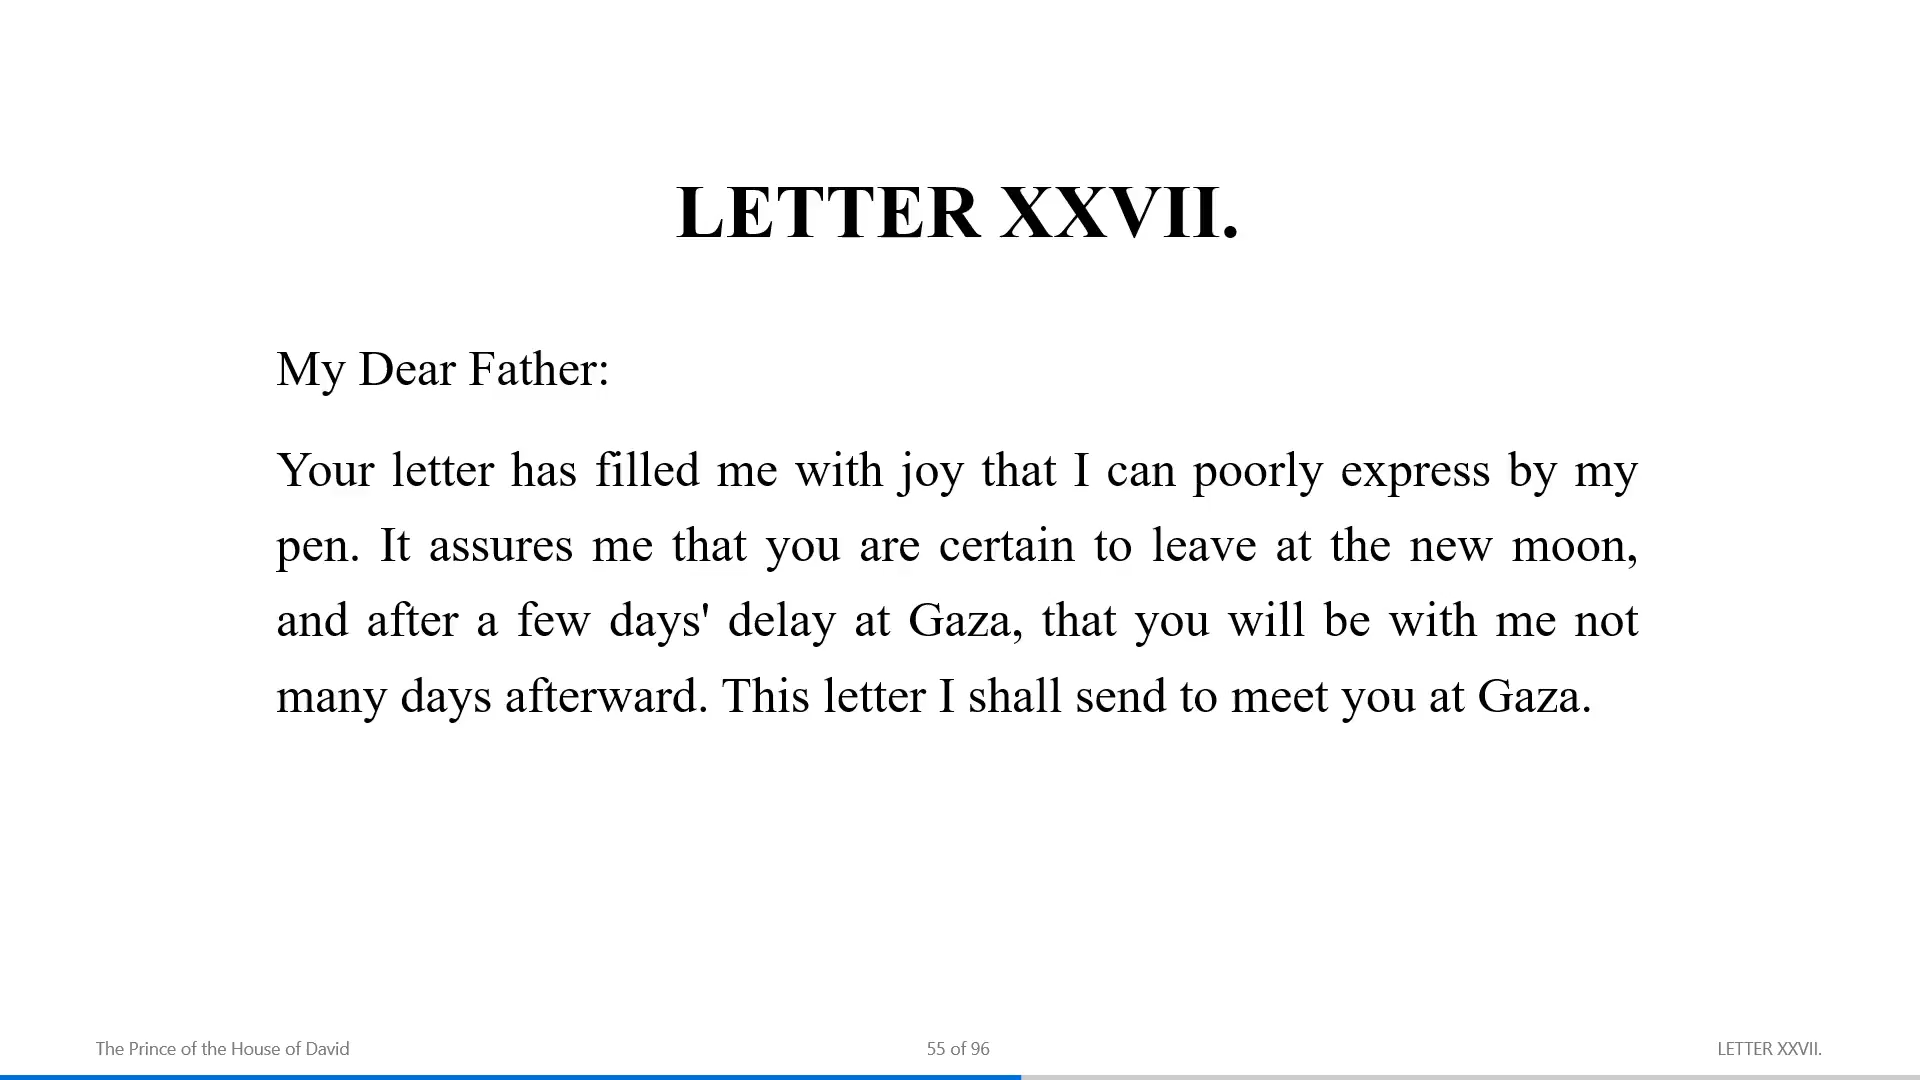 LETTER XXVII.
My Dear Father:
Your letter has filled me with joy that I can poorly express by my
pen. It assures me that you are certain to leave at the new moon,
and after a few days' delay at Gaza, that you will be with me not
many days afterward. This letter I shall send to meet you at Gaza.
The Prince of the House of David
55 of 96
LETTER XXVII.